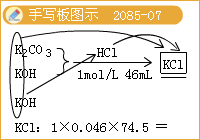 手写板图示 2085-07
K₂CO₃
KOH
KOH
HCl
1mol/L 46mL
KCl
KCl: 1×0.046×74.5 =